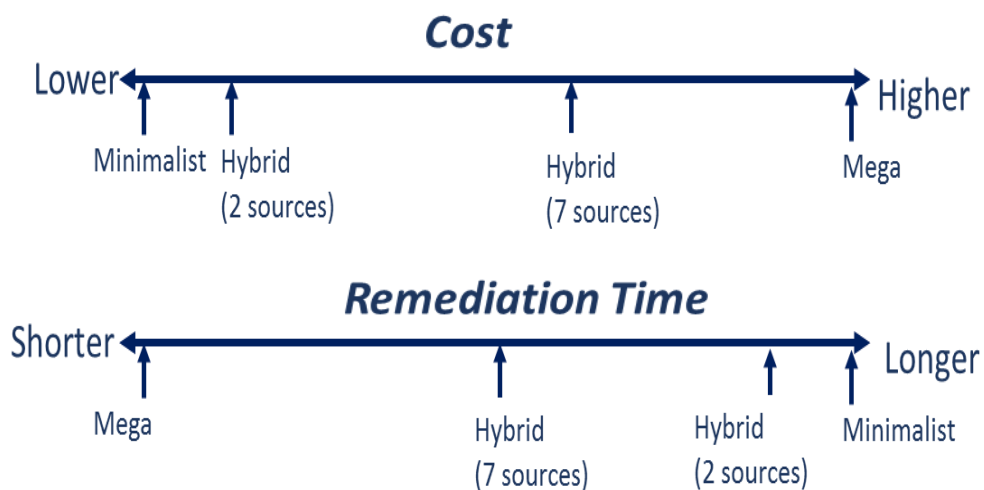 Cost
Lower
Higher
Minimalist
Hybrid
(2 sources)
Hybrid
(7 sources)
Mega
Remediation Time
Shorter
Longer
Mega
Hybrid
(7 sources)
Hybrid
(2 sources)
Minimalist